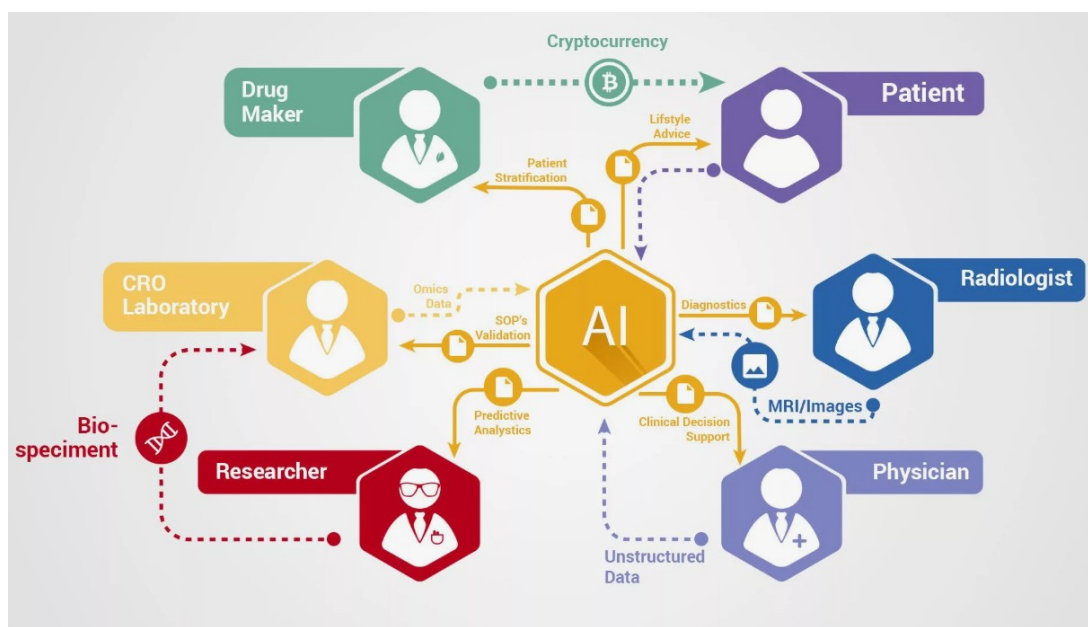 Cryptocurrency
Drug
Maker
Patient
Lifstyle
Advice
Patient
Stratification
CRO
Laboratory
Omics
Data
SOP's
Validation
AI
Diagnostics
Radiologist
MRI/Images
Bio-
speciment
Researcher
Predictive
Analystics
Clinical Decision
Support
Physician
Unstructured
Data